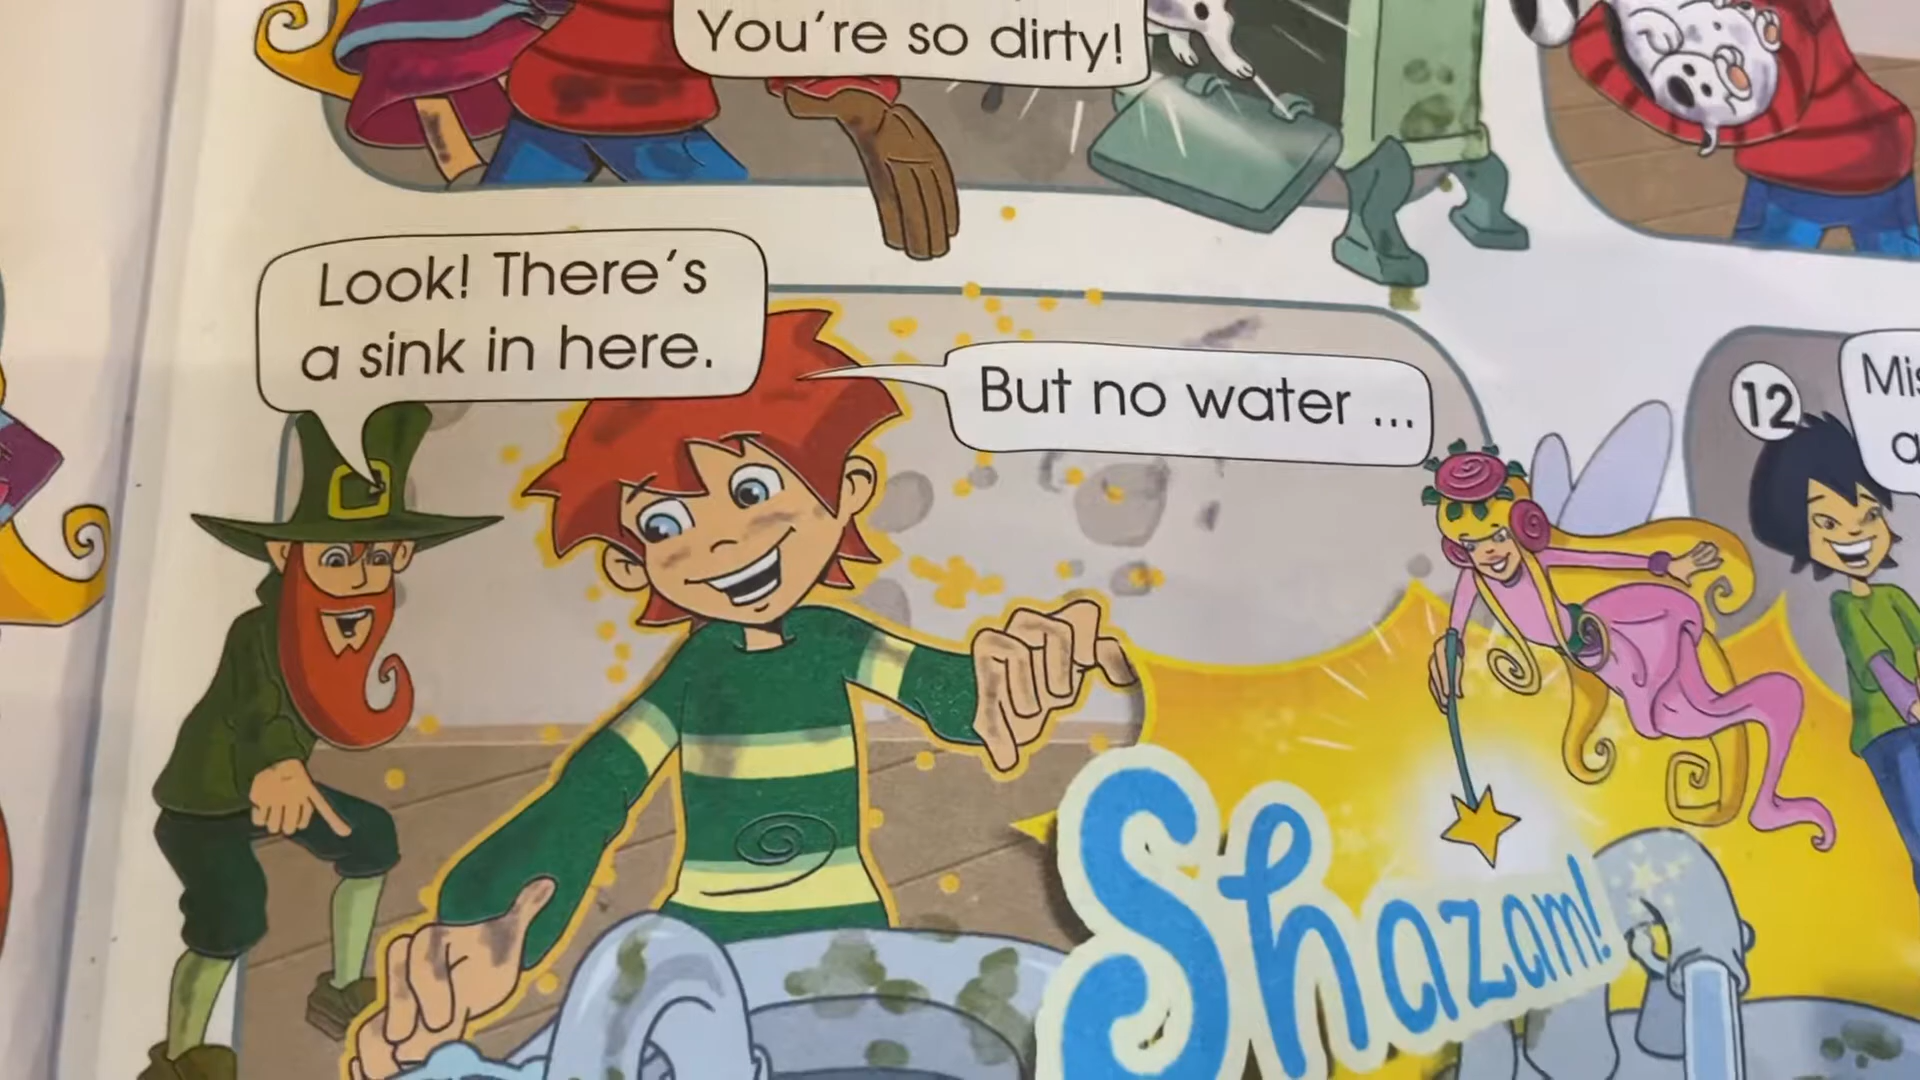 You're so dirty!
Look! There's
a sink in here.
But no water ...
12
Shazam!